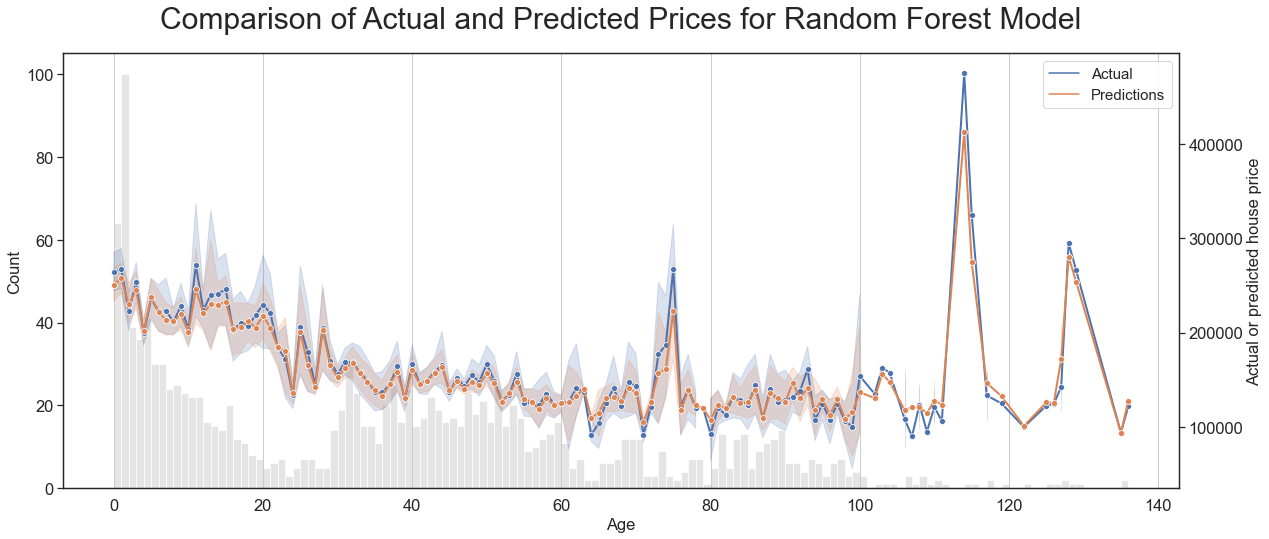 Comparison of Actual and Predicted Prices for Random Forest Model
Actual
Predictions
100
80
60
40
20
0
Count
400000
300000
200000
100000
Actual or predicted house price
0 20 40 60 80 100 120 140
Age